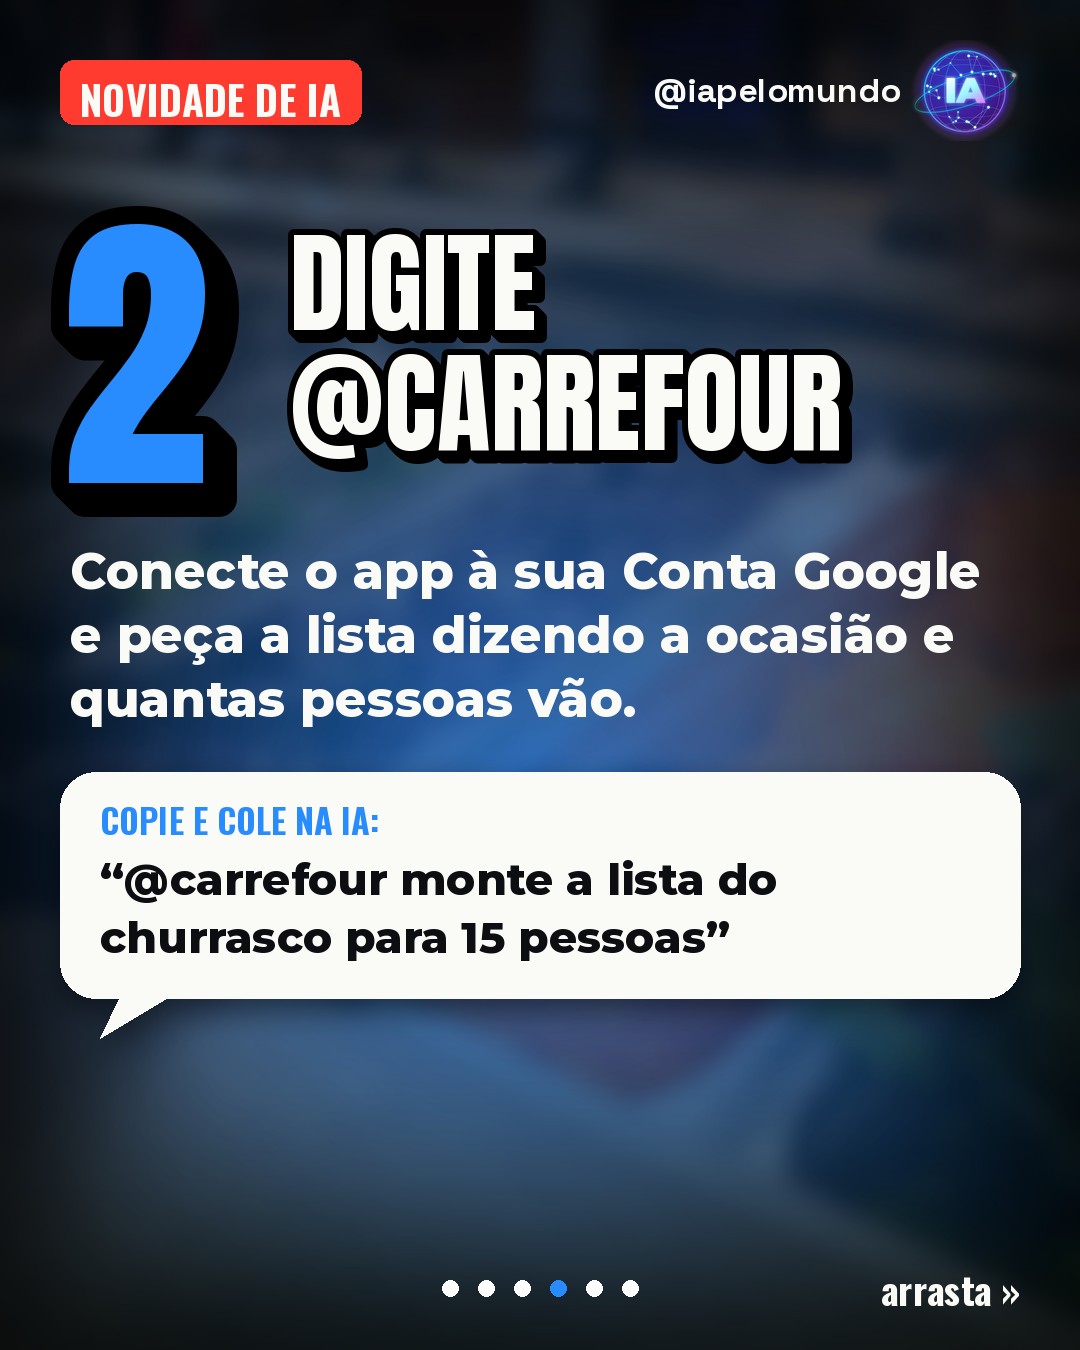 NOVIDADE DE IA
@iapelomundo
IA
2
DIGITE
@CARREFOUR
Conecte o app à sua Conta Google
e peça a lista dizendo a ocasião e
quantas pessoas vão.
COPIE E COLE NA IA:
“@carrefour monte a lista do
churrasco para 15 pessoas”
arrasta »